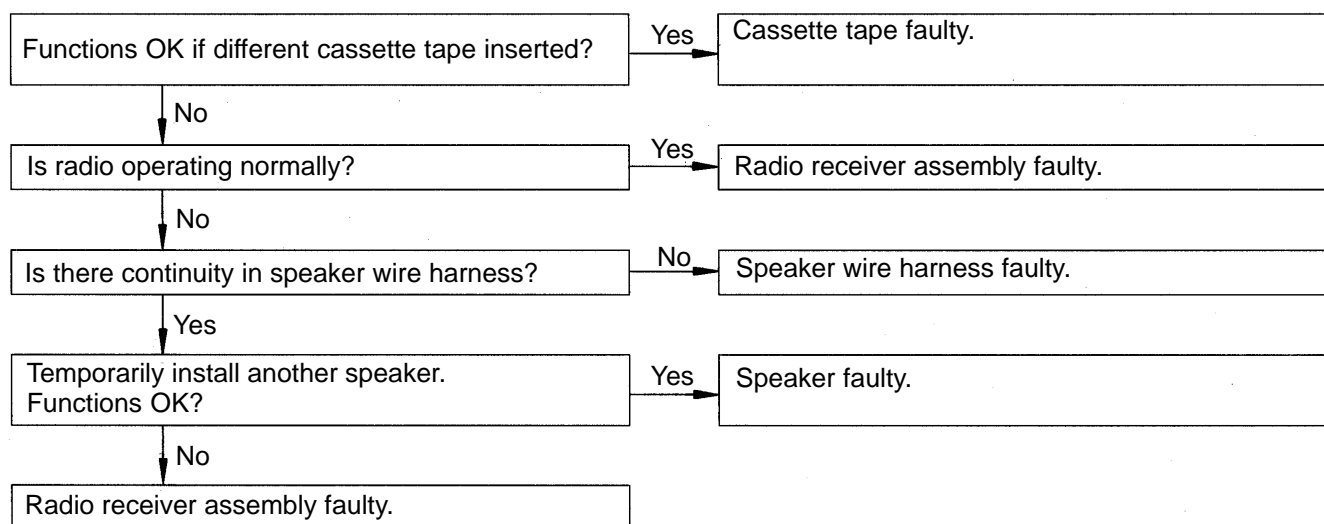 Functions OK if different cassette tape inserted?
Yes
Cassette tape faulty.
No
Is radio operating normally?
Yes
Radio receiver assembly faulty.
No
Is there continuity in speaker wire harness?
No
Speaker wire harness faulty.
Yes
Temporarily install another speaker.
Functions OK?
Yes
Speaker faulty.
No
Radio receiver assembly faulty.